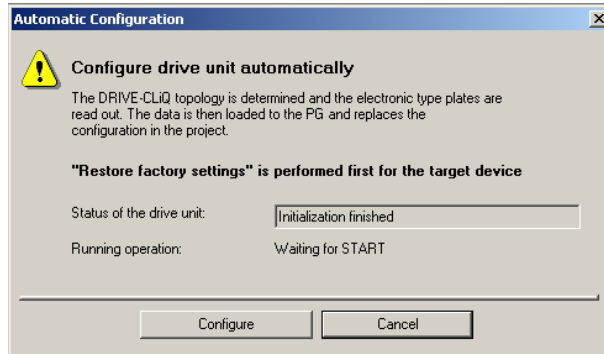 Automatic Configuration
Configure drive unit automatically
The DRIVE-CLiQ topology is determined and the electronic type plates are
read out. The data is then loaded to the PG and replaces the
configuration in the project.
"Restore factory settings" is performed first for the target device
Status of the drive unit: Initialization finished
Running operation: Waiting for START
Configure Cancel